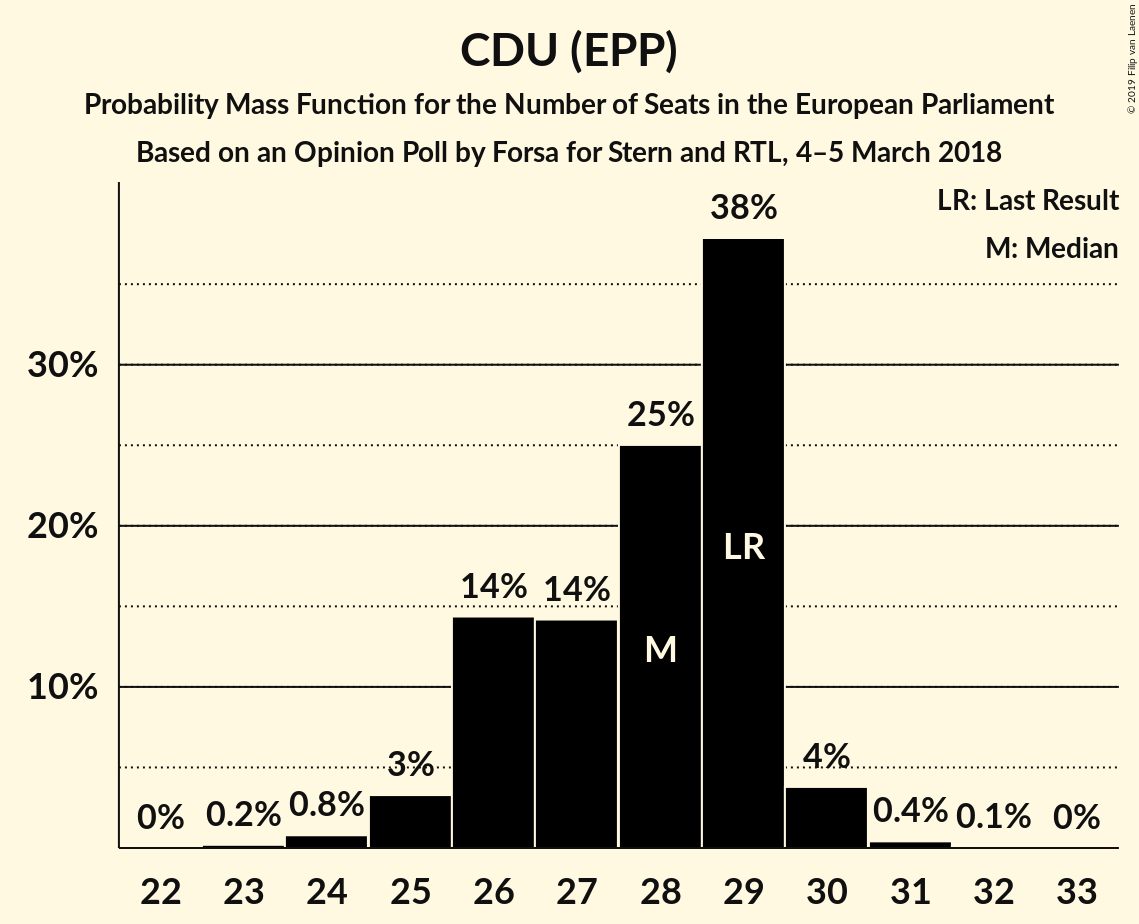 CDU (EPP)
Probability Mass Function for the Number of Seats in the European Parliament
Based on an Opinion Poll by Forsa for Stern and RTL, 4–5 March 2018
© 2019 Filip van Laenen
LR: Last Result
M: Median
38%
30%
25%
20%
LR
14% 14%
M
10%
4%
3%
0% 0.2% 0.8% 0.4% 0.1% 0%
22 23 24 25 26 27 28 29 30 31 32 33